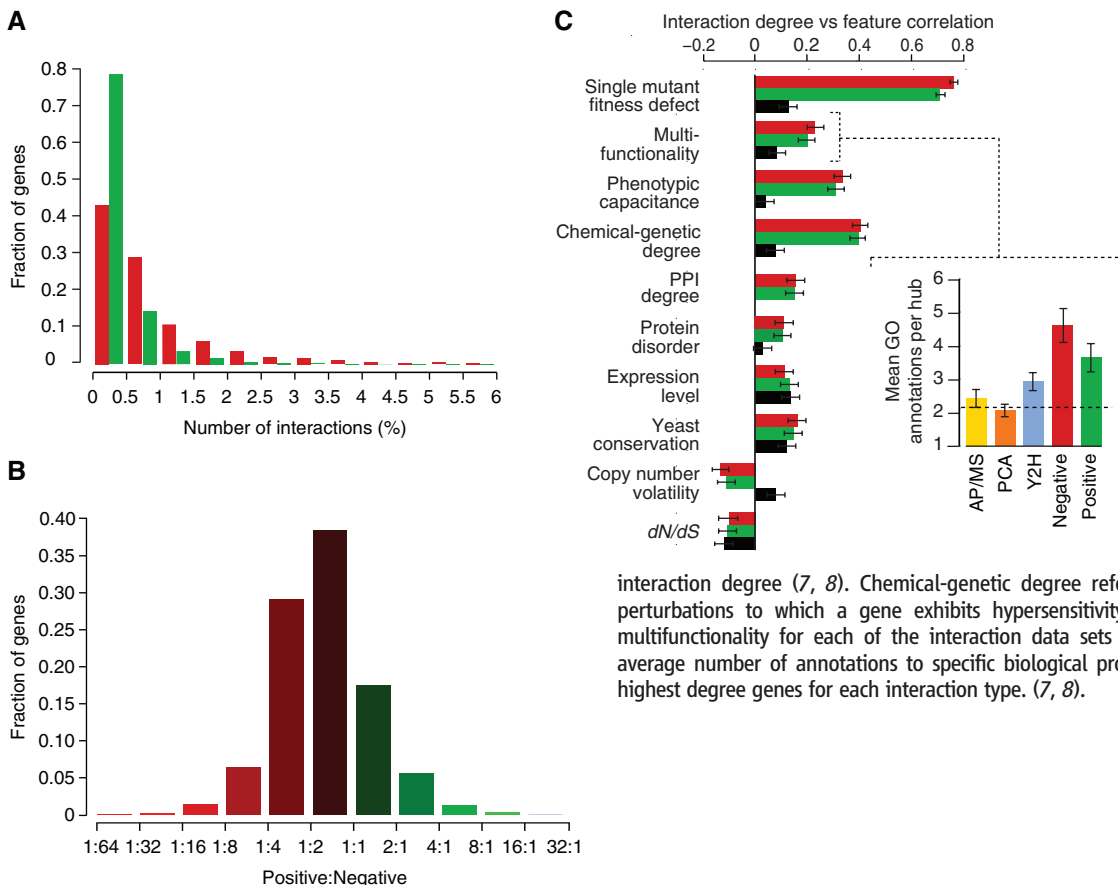 A
Fraction of genes
0.8
0.7
0.6
0.5
0.4
0.3
0.2
0.1
0
0 0.5 1 1.5 2 2.5 3 3.5 4 4.5 5 5.5 6
Number of interactions (%)
B
Fraction of genes
0.40
0.35
0.30
0.25
0.20
0.15
0.10
0.05
0
1:64 1:32 1:16 1:8 1:4 1:2 1:1 2:1 4:1 8:1 16:1 32:1
Positive:Negative
C
Interaction degree vs feature correlation
−0.2 0 0.2 0.4 0.6 0.8
Single mutant
fitness defect
Multi-
functionality
Phenotypic
capacitance
Chemical-genetic
degree
PPI
degree
Protein
disorder
Expression
level
Yeast
conservation
Copy number
volatility
dN/dS
Mean GO
annotations per hub
6
5
4
3
2
1
AP/MS
PCA
Y2H
Negative
Positive
interaction degree (7, 8). Chemical-genetic degree refe
perturbations to which a gene exhibits hypersensitivity
multifunctionality for each of the interaction data sets
average number of annotations to specific biological pro
highest degree genes for each interaction type. (7, 8).